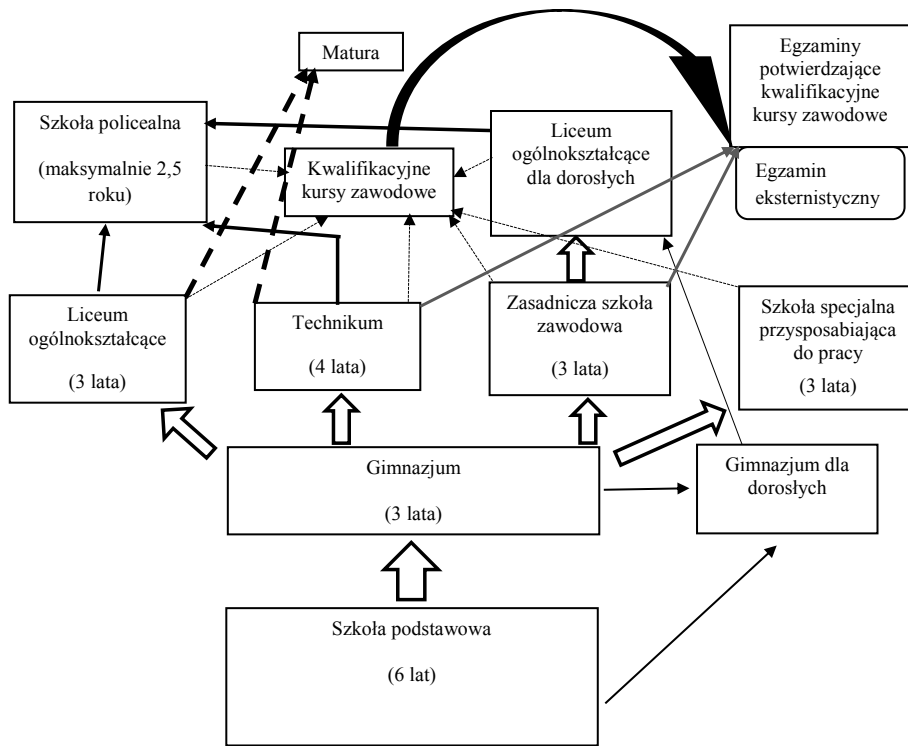 Matura
Egzaminy
potwierdzające
kwalifikacyjne
kursy zawodowe
Szkoła policealna
(maksymalnie 2,5
roku)
Kwalifikacyjne
kursy zawodowe
Liceum
ogólnokształcące
dla dorosłych
Egzamin
eksternistyczny
Liceum
ogólnokształcące
(3 lata)
Technikum
(4 lata)
Zasadnicza szkoła
zawodowa
(3 lata)
Szkoła specjalna
przysposabiająca
do pracy
(3 lata)
Gimnazjum
(3 lata)
Gimnazjum dla
dorosłych
Szkoła podstawowa
(6 lat)